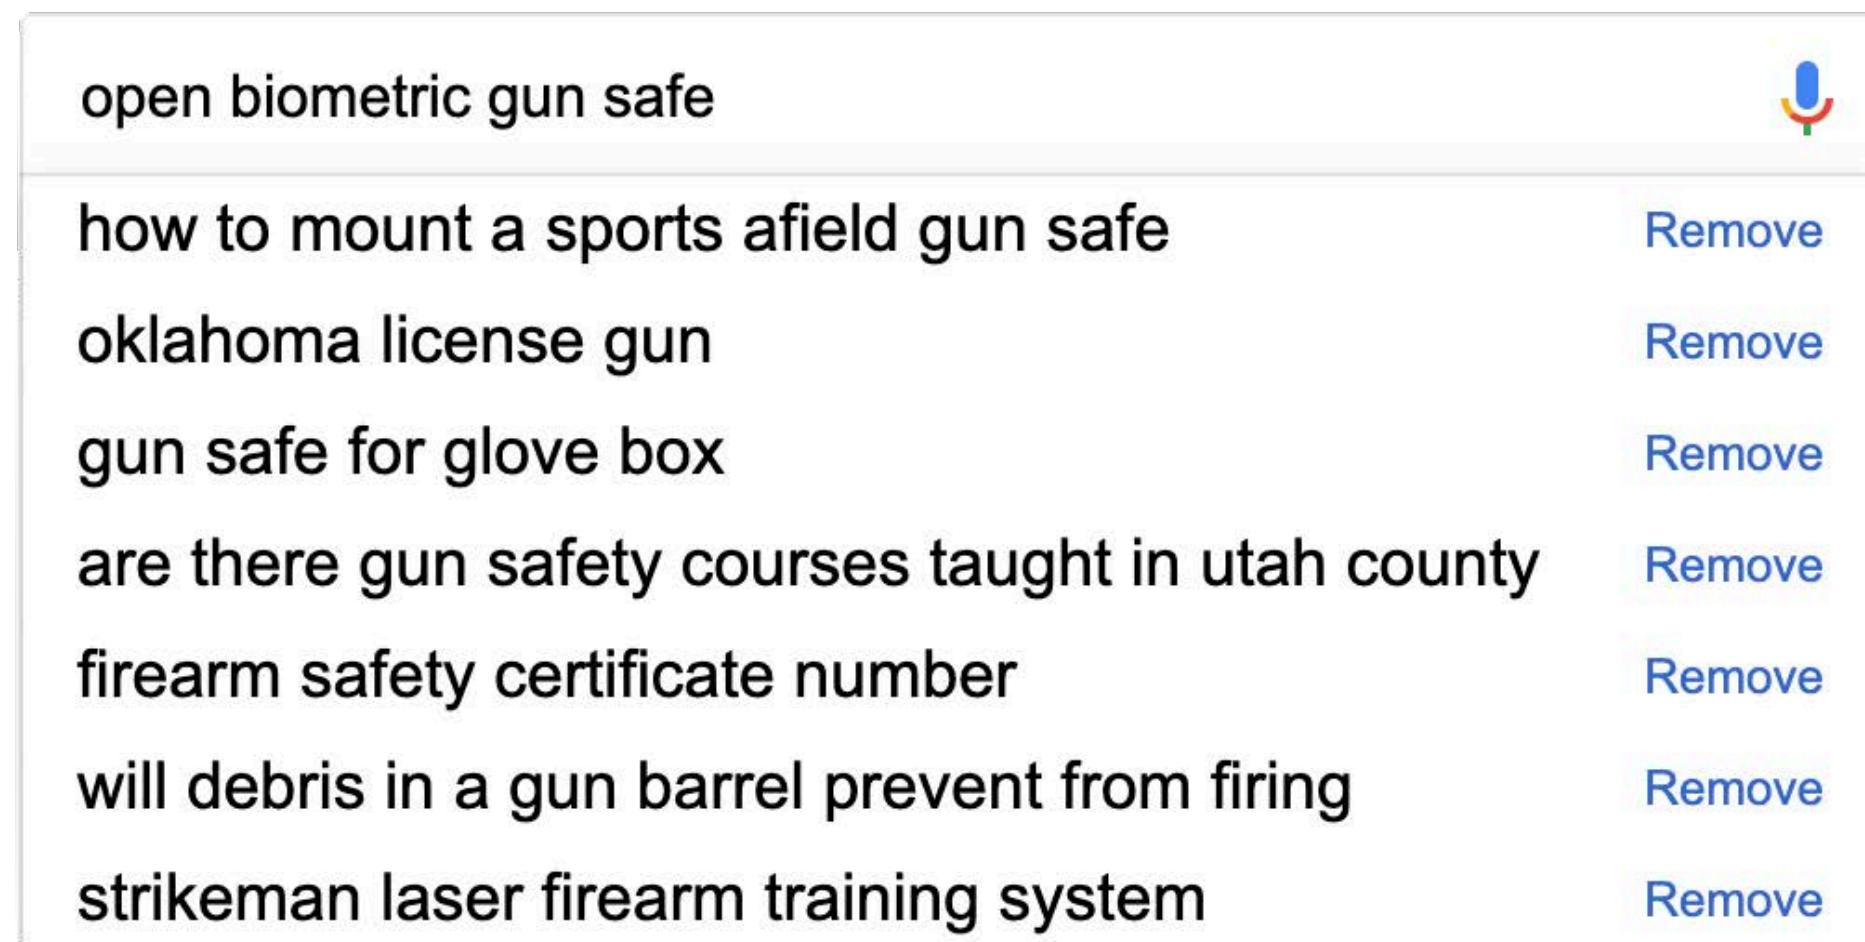 open biometric gun safe
how to mount a sports afield gun safe Remove
oklahoma license gun Remove
gun safe for glove box Remove
are there gun safety courses taught in utah county Remove
firearm safety certificate number Remove
will debris in a gun barrel prevent from firing Remove
strikeman laser firearm training system Remove